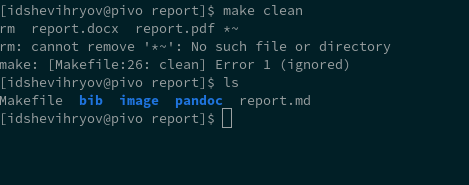 [idshevihryov@pivo report]$ make clean
rm  report.docx  report.pdf *~
rm: cannot remove '*~': No such file or directory
make: [Makefile:26: clean] Error 1 (ignored)
[idshevihryov@pivo report]$ ls
Makefile  bib  image  pandoc  report.md
[idshevihryov@pivo report]$